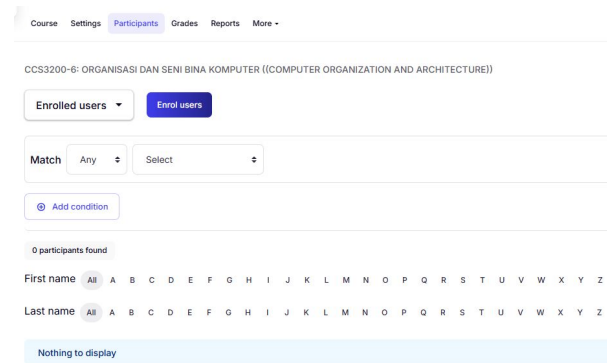 Course Settings Participants Grades Reports More
CCS3200-6: ORGANISASI DAN SENI BINA KOMPUTER ((COMPUTER ORGANIZATION AND ARCHITECTURE))
Enrolled users Enrol users
Match Any Select
Add condition
0 participants found
First name All A B C D E F G H I J K L M N O P Q R S T U V W X Y Z
Last name All A B C D E F G H I J K L M N O P Q R S T U V W X Y Z
Nothing to display